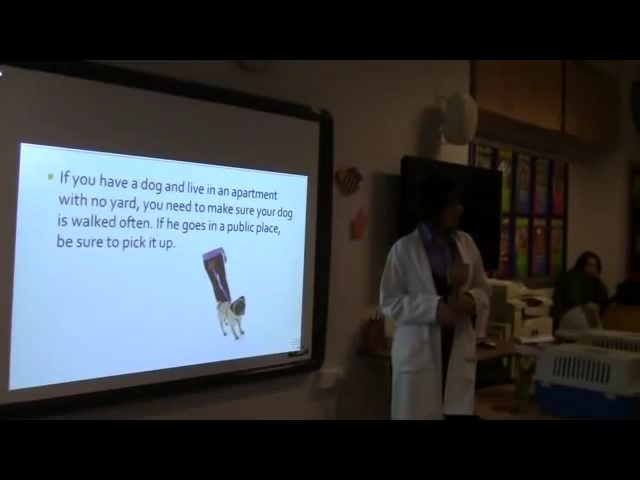 If you have a dog and live in an apartment
with no yard, you need to make sure your dog
is walked often. If he goes in a public place,
be sure to pick it up.